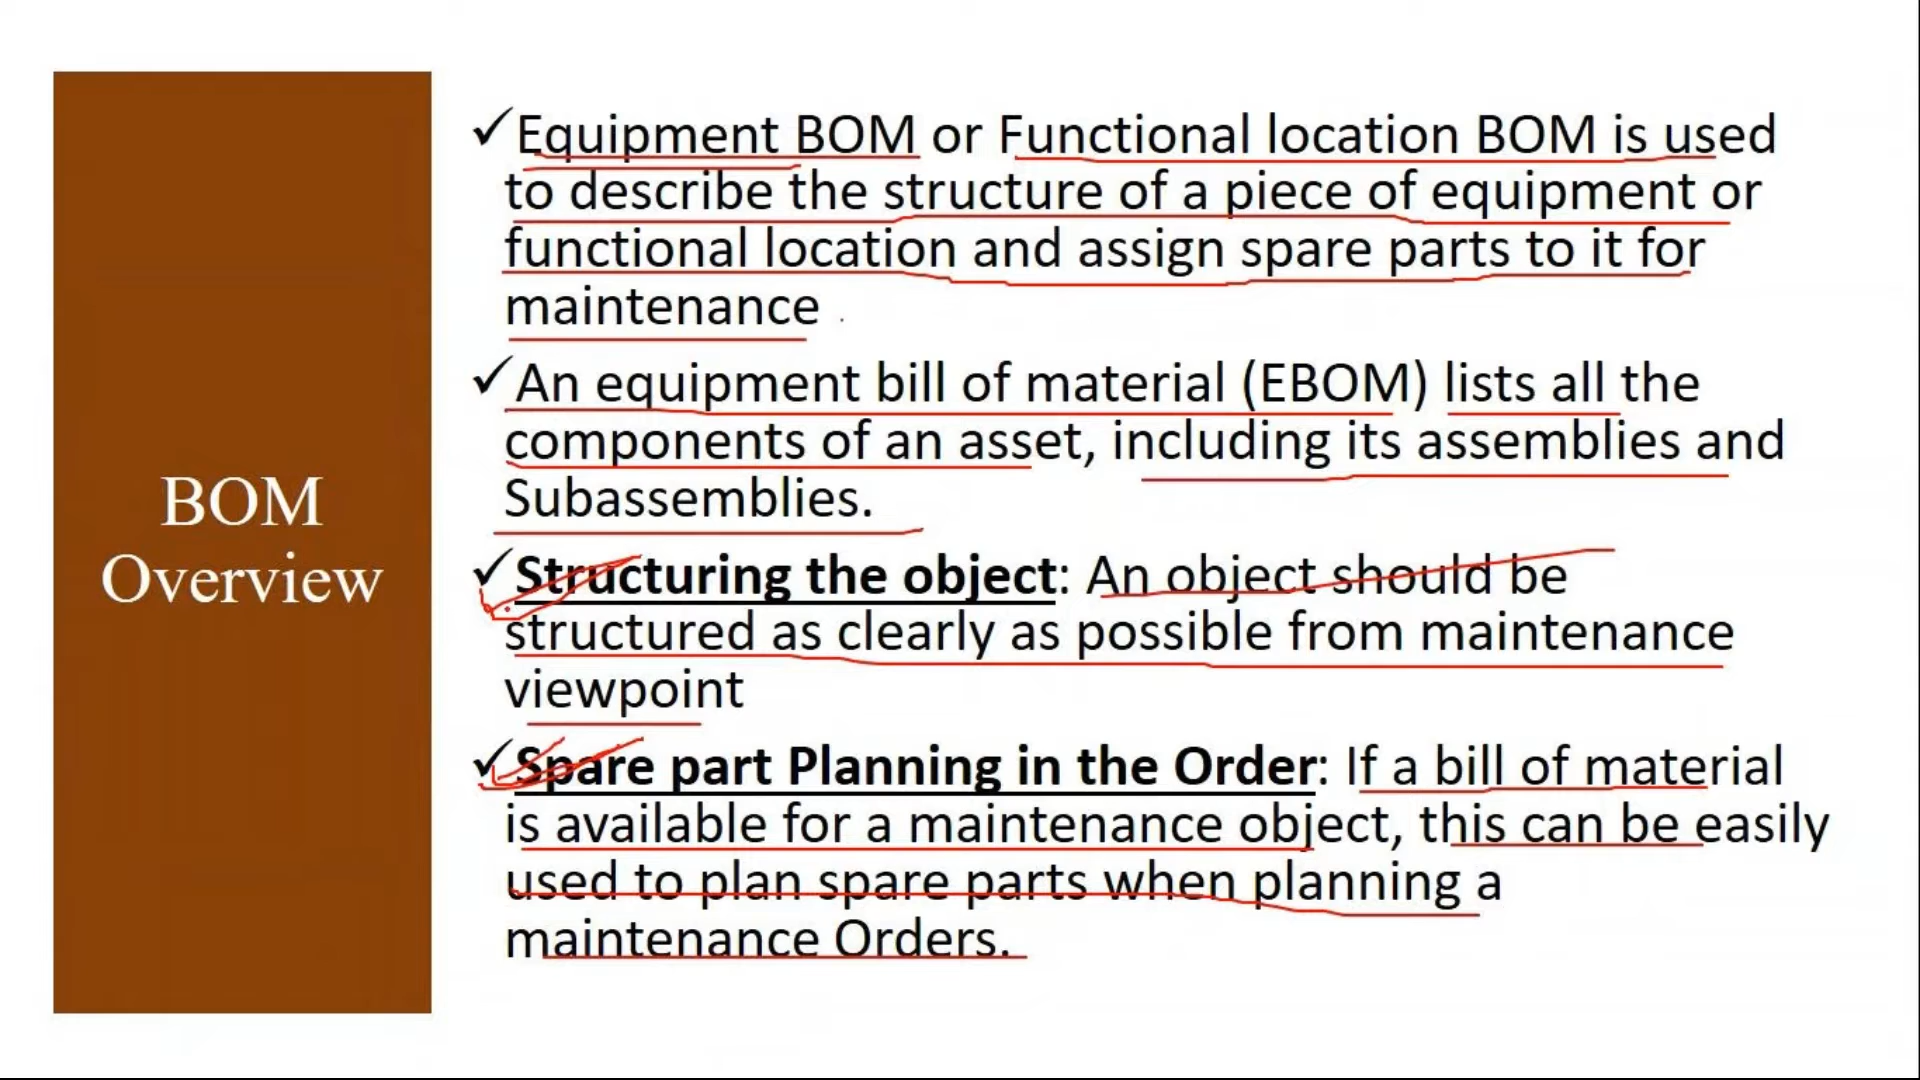 BOM
Overview
✓Equipment BOM or Functional location BOM is used
to describe the structure of a piece of equipment or
functional location and assign spare parts to it for
maintenance
✓An equipment bill of material (EBOM) lists all the
components of an asset, including its assemblies and
Subassemblies.
✓Structuring the object: An object should be
structured as clearly as possible from maintenance
viewpoint
✓Spare part Planning in the Order: If a bill of material
is available for a maintenance object, this can be easily
used to plan spare parts when planning a
maintenance Orders.